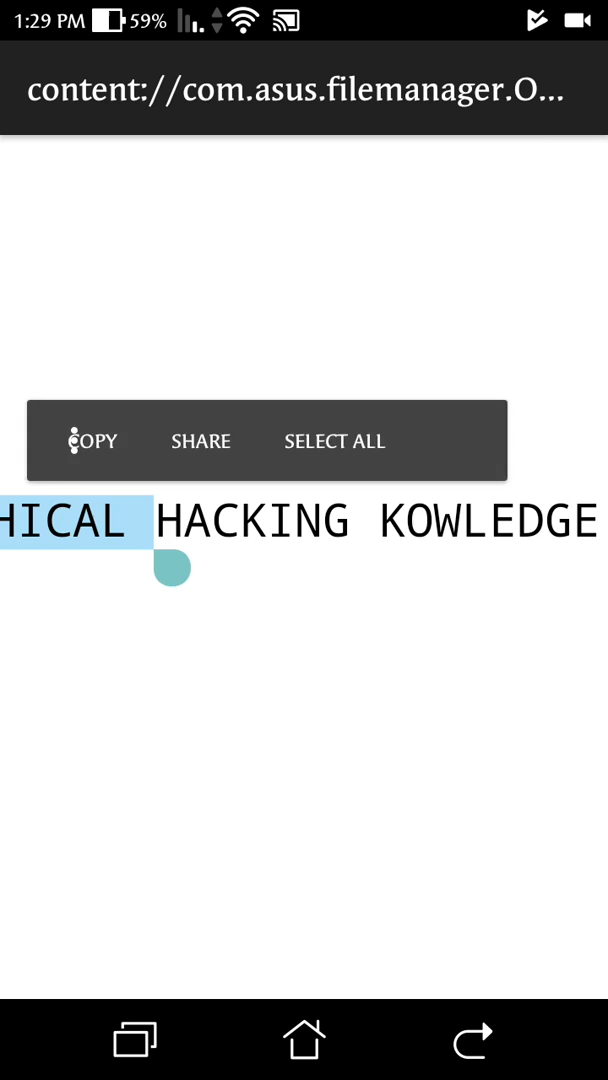 1:29 PM 59%
content://com.asus.filemanager.O...
COPY SHARE SELECT ALL
HICAL HACKING KOWLEDGE